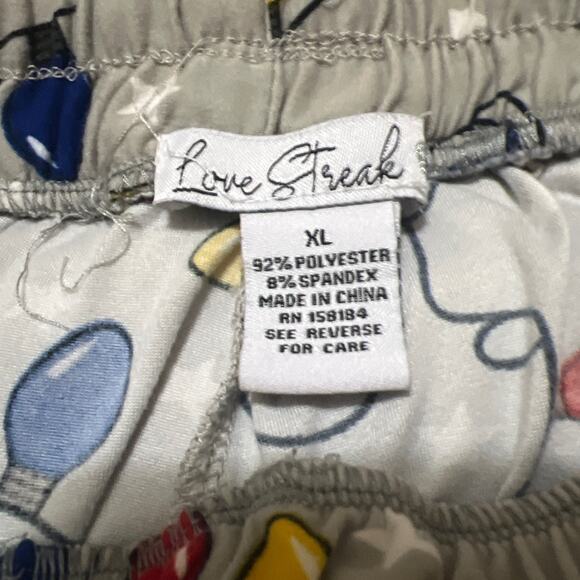 Love Streak
XL
92% POLYESTER
8% SPANDEX
MADE IN CHINA
RN 158184
SEE REVERSE
FOR CARE